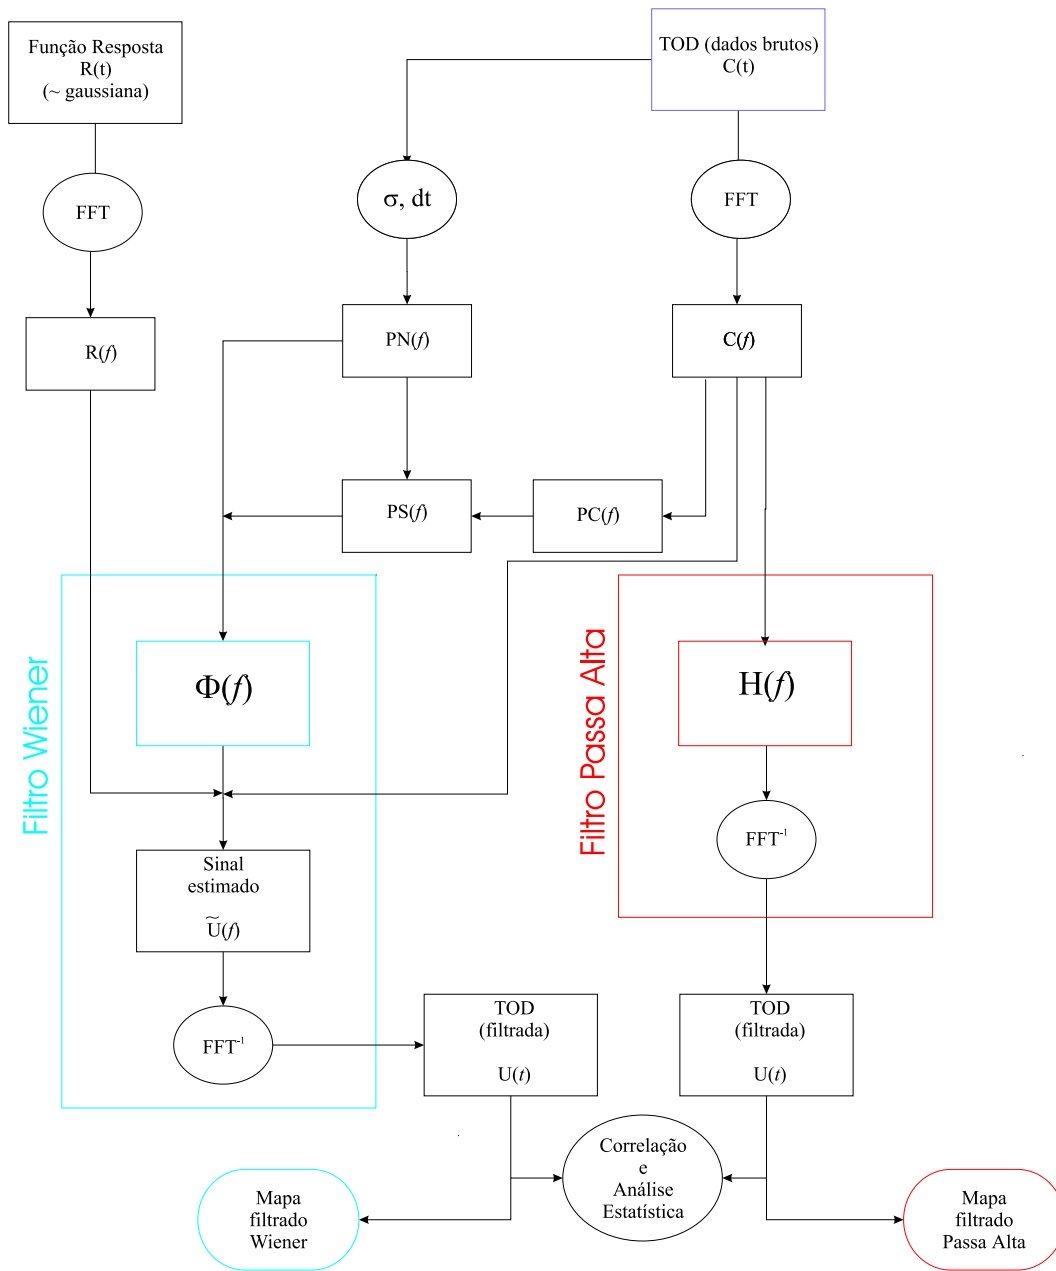 Função Resposta
R(t)
(~ gaussiana)
TOD (dados brutos)
C(t)
FFT
σ, dt
FFT
R(f)
PN(f)
C(f)
PS(f)
PC(f)
Filtro Wiener
Φ(f)
Filtro Passa Alta
H(f)
FFT⁻¹
Sinal
estimado
Ũ(f)
FFT⁻¹
TOD
(filtrada)
U(t)
TOD
(filtrada)
U(t)
Correlação
e
Análise
Estatística
Mapa
filtrado
Wiener
Mapa
filtrado
Passa Alta